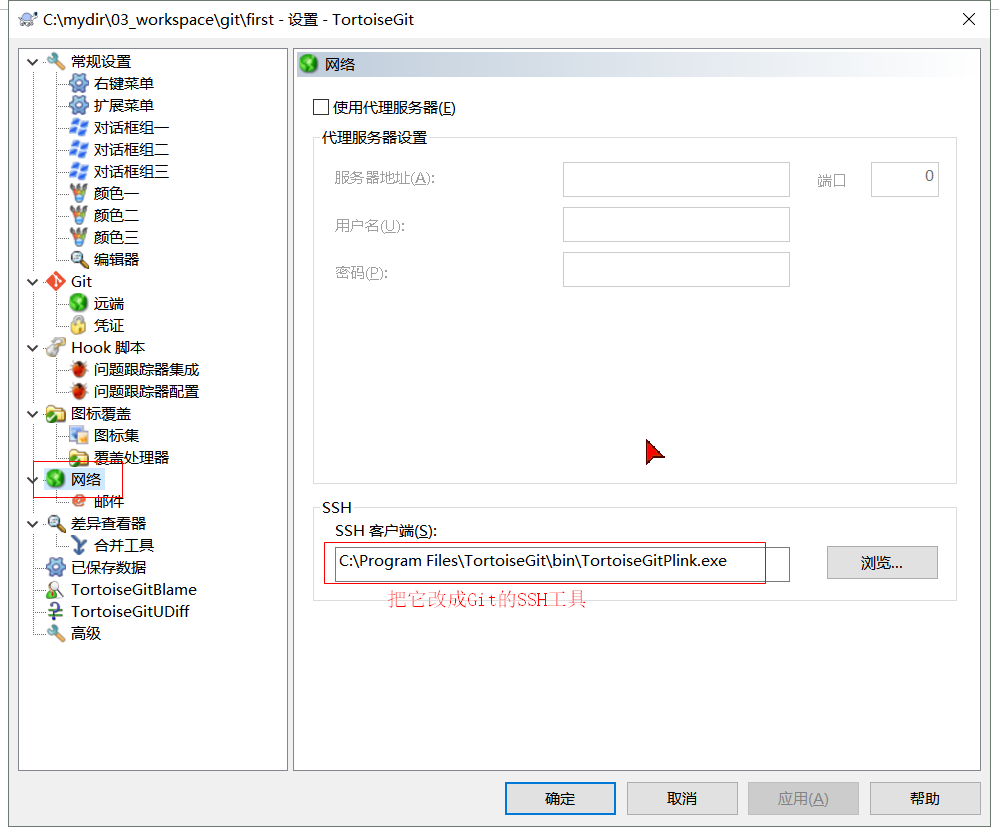 C:\mydir\03_workspace\git\first - 设置 - TortoiseGit
常规设置
右键菜单
扩展菜单
对话框组一
对话框组二
对话框组三
颜色一
颜色二
颜色三
编辑器
Git
远端
凭证
Hook 脚本
问题跟踪器集成
问题跟踪器配置
图标覆盖
图标集
覆盖处理器
网络
邮件
差异查看器
合并工具
已保存数据
TortoiseGitBlame
TortoiseGitUDiff
高级
网络
使用代理服务器(E)
代理服务器设置
服务器地址(A):
端口
0
用户名(U):
密码(P):
SSH
SSH 客户端(S):
C:\Program Files\TortoiseGit\bin\TortoiseGitPlink.exe
浏览...
把它改成Git的SSH工具
确定
取消
应用(A)
帮助